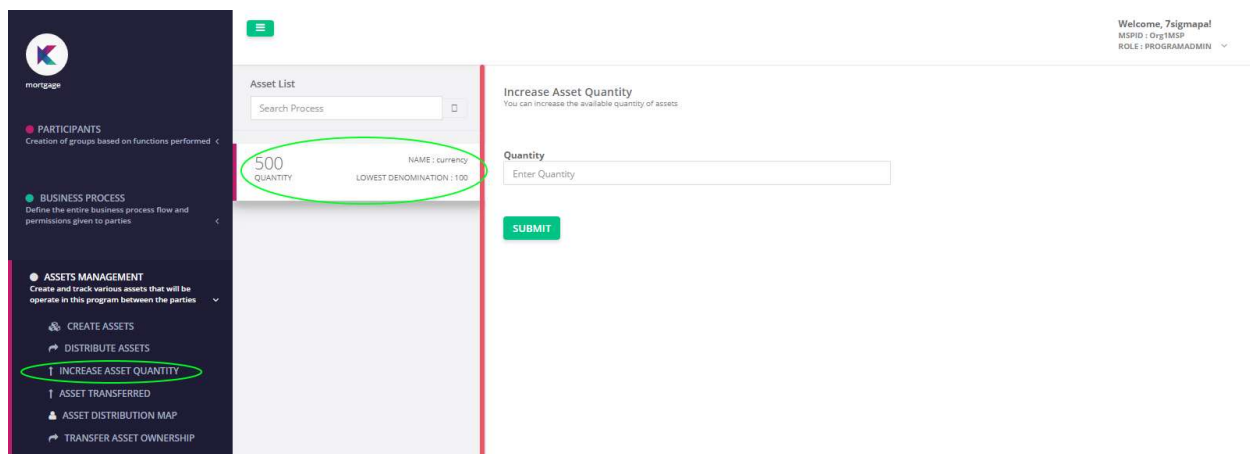 mortgage
PARTICIPANTS
Creation of groups based on functions performed
BUSINESS PROCESS
Define the entire business process flow and
permissions given to parties
ASSETS MANAGEMENT
Create and track various assets that will be
operate in this program between the parties
CREATE ASSETS
DISTRIBUTE ASSETS
INCREASE ASSET QUANTITY
ASSET TRANSFERRED
ASSET DISTRIBUTION MAP
TRANSFER ASSET OWNERSHIP
Welcome, 7sigmapa!
MSPID : Org1MSP
ROLE : PROGRAMADMIN
Asset List
Search Process
500
QUANTITY
NAME : currency
LOWEST DENOMINATION : 100
Increase Asset Quantity
You can increase the available quantity of assets
Quantity
Enter Quantity
SUBMIT